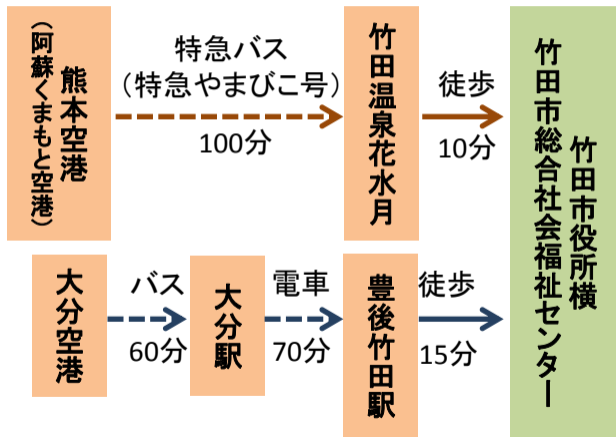 熊本空港
（阿蘇くまもと空港）
特急バス
（特急やまびこ号）
100分
竹田温泉花水月
徒歩
10分
竹田市役所横
竹田市総合社会福祉センター
大分空港
バス
60分
大分駅
電車
70分
豊後竹田駅
徒歩
15分